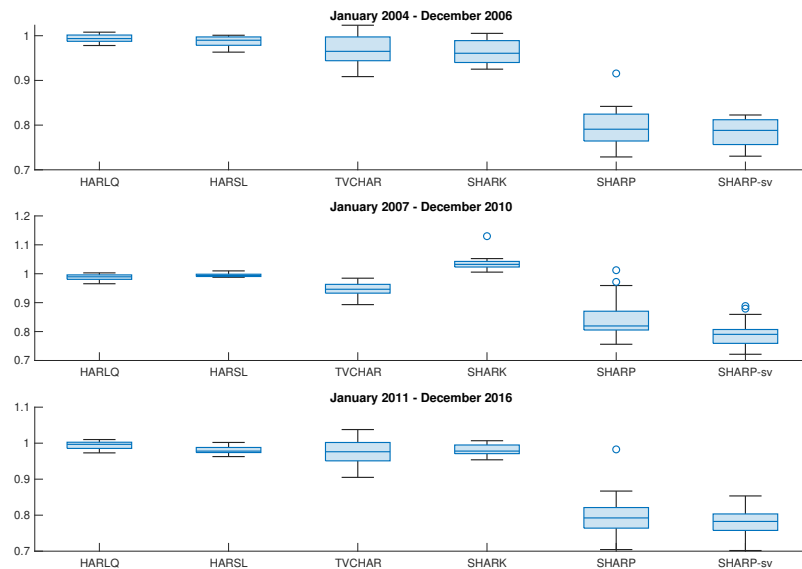 January 2004 - December 2006
1
0.9
0.8
0.7
HARLQ HARSL TVCHAR SHARK SHARP SHARP-sv
January 2007 - December 2010
1.2
1.1
1
0.9
0.8
0.7
HARLQ HARSL TVCHAR SHARK SHARP SHARP-sv
January 2011 - December 2016
1.1
1
0.9
0.8
0.7
HARLQ HARSL TVCHAR SHARK SHARP SHARP-sv